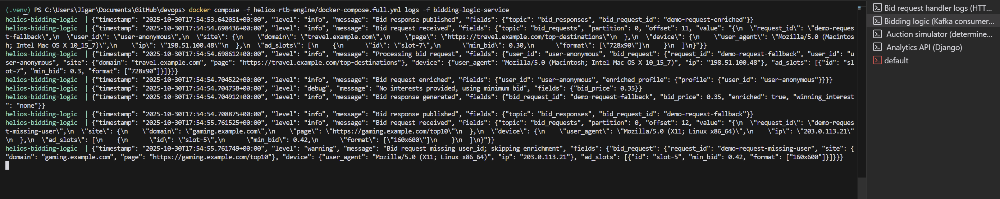 (.venv) PS C:\Users\Jigar\Documents\GitHub\devops> docker compose -f helios-rtb-engine/docker-compose.full.yml logs -f bidding-logic-service
helios-bidding-logic  | {"timestamp": "2025-10-30T17:54:53.642051+00:00", "level": "info", "message": "Bid response published", "fields": {"topic": "bid_responses", "bid_request_id": "demo-request-enriched"}}
helios-bidding-logic  | {"timestamp": "2025-10-30T17:54:54.698436+00:00", "level": "info", "message": "Bid request received", "fields": {"topic": "bid_requests", "partition": 0, "offset": 11, "value": "{\n  \"request_id\": \"demo-reques
t-fallback\",\n  \"user_id\": \"user-anonymous\",\n  \"site\": {\n    \"domain\": \"travel.example.com\",\n    \"page\": \"https://travel.example.com/top-destinations\"\n  },\n  \"device\": {\n    \"user_agent\": \"Mozilla/5.0 (Macintos
h; Intel Mac OS X 10_15_7)\",\n    \"ip\": \"198.51.100.48\"\n  },\n  \"ad_slots\": [\n    {\n      \"id\": \"slot-7\",\n      \"min_bid\": 0.30,\n      \"format\": [\"728x90\"]\n    }\n  ]\n}"}}
helios-bidding-logic  | {"timestamp": "2025-10-30T17:54:54.698612+00:00", "level": "info", "message": "Processing bid request", "fields": {"user_id": "user-anonymous", "bid_request": {"request_id": "demo-request-fallback", "user_id": "u
ser-anonymous", "site": {"domain": "travel.example.com", "page": "https://travel.example.com/top-destinations"}, "device": {"user_agent": "Mozilla/5.0 (Macintosh; Intel Mac OS X 10_15_7)", "ip": "198.51.100.48"}, "ad_slots": [{"id": "sl
ot-7", "min_bid": 0.3, "format": ["728x90"]}]}}}
helios-bidding-logic  | {"timestamp": "2025-10-30T17:54:54.704522+00:00", "level": "info", "message": "Bid request enriched", "fields": {"user_id": "user-anonymous", "enriched_profile": {"profile": {"user_id": "user-anonymous"}}}}
helios-bidding-logic  | {"timestamp": "2025-10-30T17:54:54.704758+00:00", "level": "debug", "message": "No interests provided, using minimum bid", "fields": {"bid_price": 0.35}}
helios-bidding-logic  | {"timestamp": "2025-10-30T17:54:54.704912+00:00", "level": "info", "message": "Bid response generated", "fields": {"bid_request_id": "demo-request-fallback", "bid_price": 0.35, "enriched": true, "winning_interest
": "none"}}
helios-bidding-logic  | {"timestamp": "2025-10-30T17:54:54.708875+00:00", "level": "info", "message": "Bid response published", "fields": {"topic": "bid_responses", "bid_request_id": "demo-request-fallback"}}
helios-bidding-logic  | {"timestamp": "2025-10-30T17:54:55.761525+00:00", "level": "info", "message": "Bid request received", "fields": {"topic": "bid_requests", "partition": 0, "offset": 12, "value": "{\n  \"request_id\": \"demo-reques
t-missing-user\",\n  \"site\": {\n    \"domain\": \"gaming.example.com\",\n    \"page\": \"https://gaming.example.com/top10\"\n  },\n  \"device\": {\n    \"user_agent\": \"Mozilla/5.0 (X11; Linux x86_64)\",\n    \"ip\": \"203.0.113.21\"
\n  },\n  \"ad_slots\": [\n    {\n      \"id\": \"slot-5\",\n      \"min_bid\": 0.42,\n      \"format\": [\"160x600\"]\n    }\n  ]\n}"}}
helios-bidding-logic  | {"timestamp": "2025-10-30T17:54:55.761749+00:00", "level": "warning", "message": "Bid request missing user_id; skipping enrichment", "fields": {"bid_request": {"request_id": "demo-request-missing-user", "site": {
"domain": "gaming.example.com", "page": "https://gaming.example.com/top10"}, "device": {"user_agent": "Mozilla/5.0 (X11; Linux x86_64)", "ip": "203.0.113.21"}, "ad_slots": [{"id": "slot-5", "min_bid": 0.42, "format": ["160x600"]}]}}}
Bid request handler logs (HTT...
Bidding logic (Kafka consumer...
Auction simulator (determine...
Analytics API (Django)
default